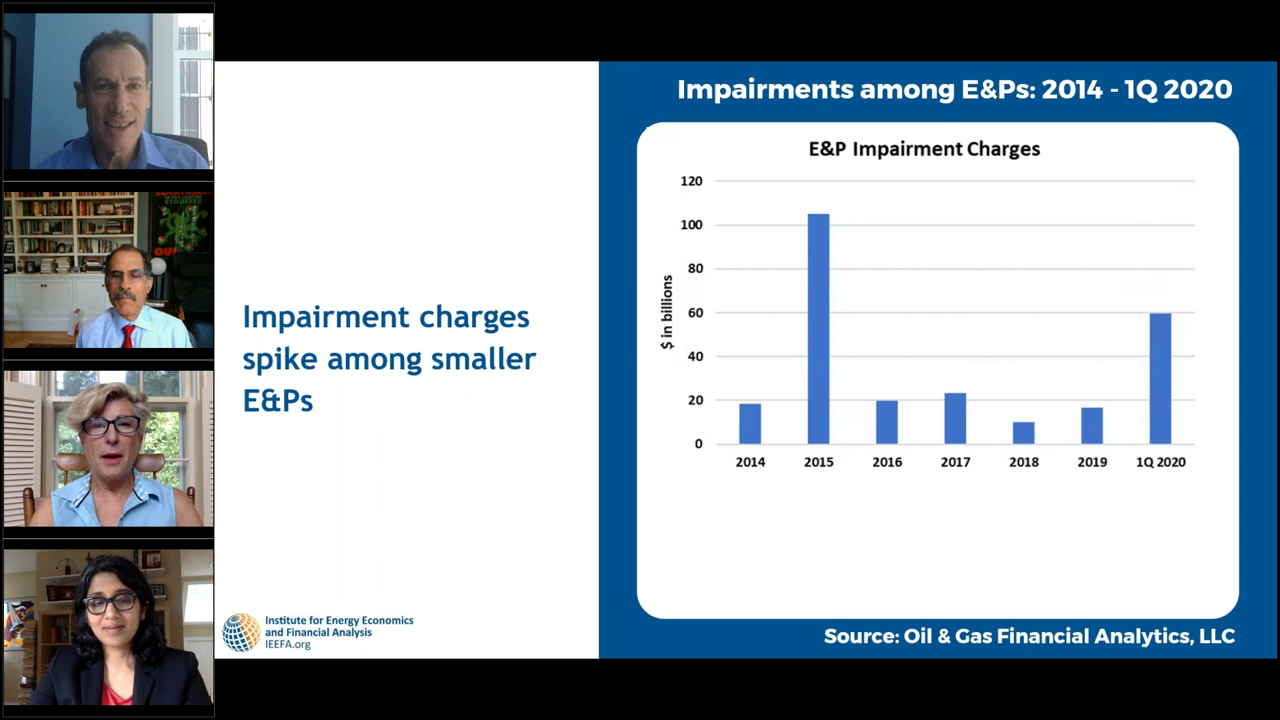 Impairments among E&Ps: 2014 - 1Q 2020
E&P Impairment Charges
120
100
80
60
40
20
0
$ in billions
2014 2015 2016 2017 2018 2019 1Q 2020
Impairment charges
spike among smaller
E&Ps
Institute for Energy Economics
and Financial Analysis
IEEFA.org
Source: Oil & Gas Financial Analytics, LLC